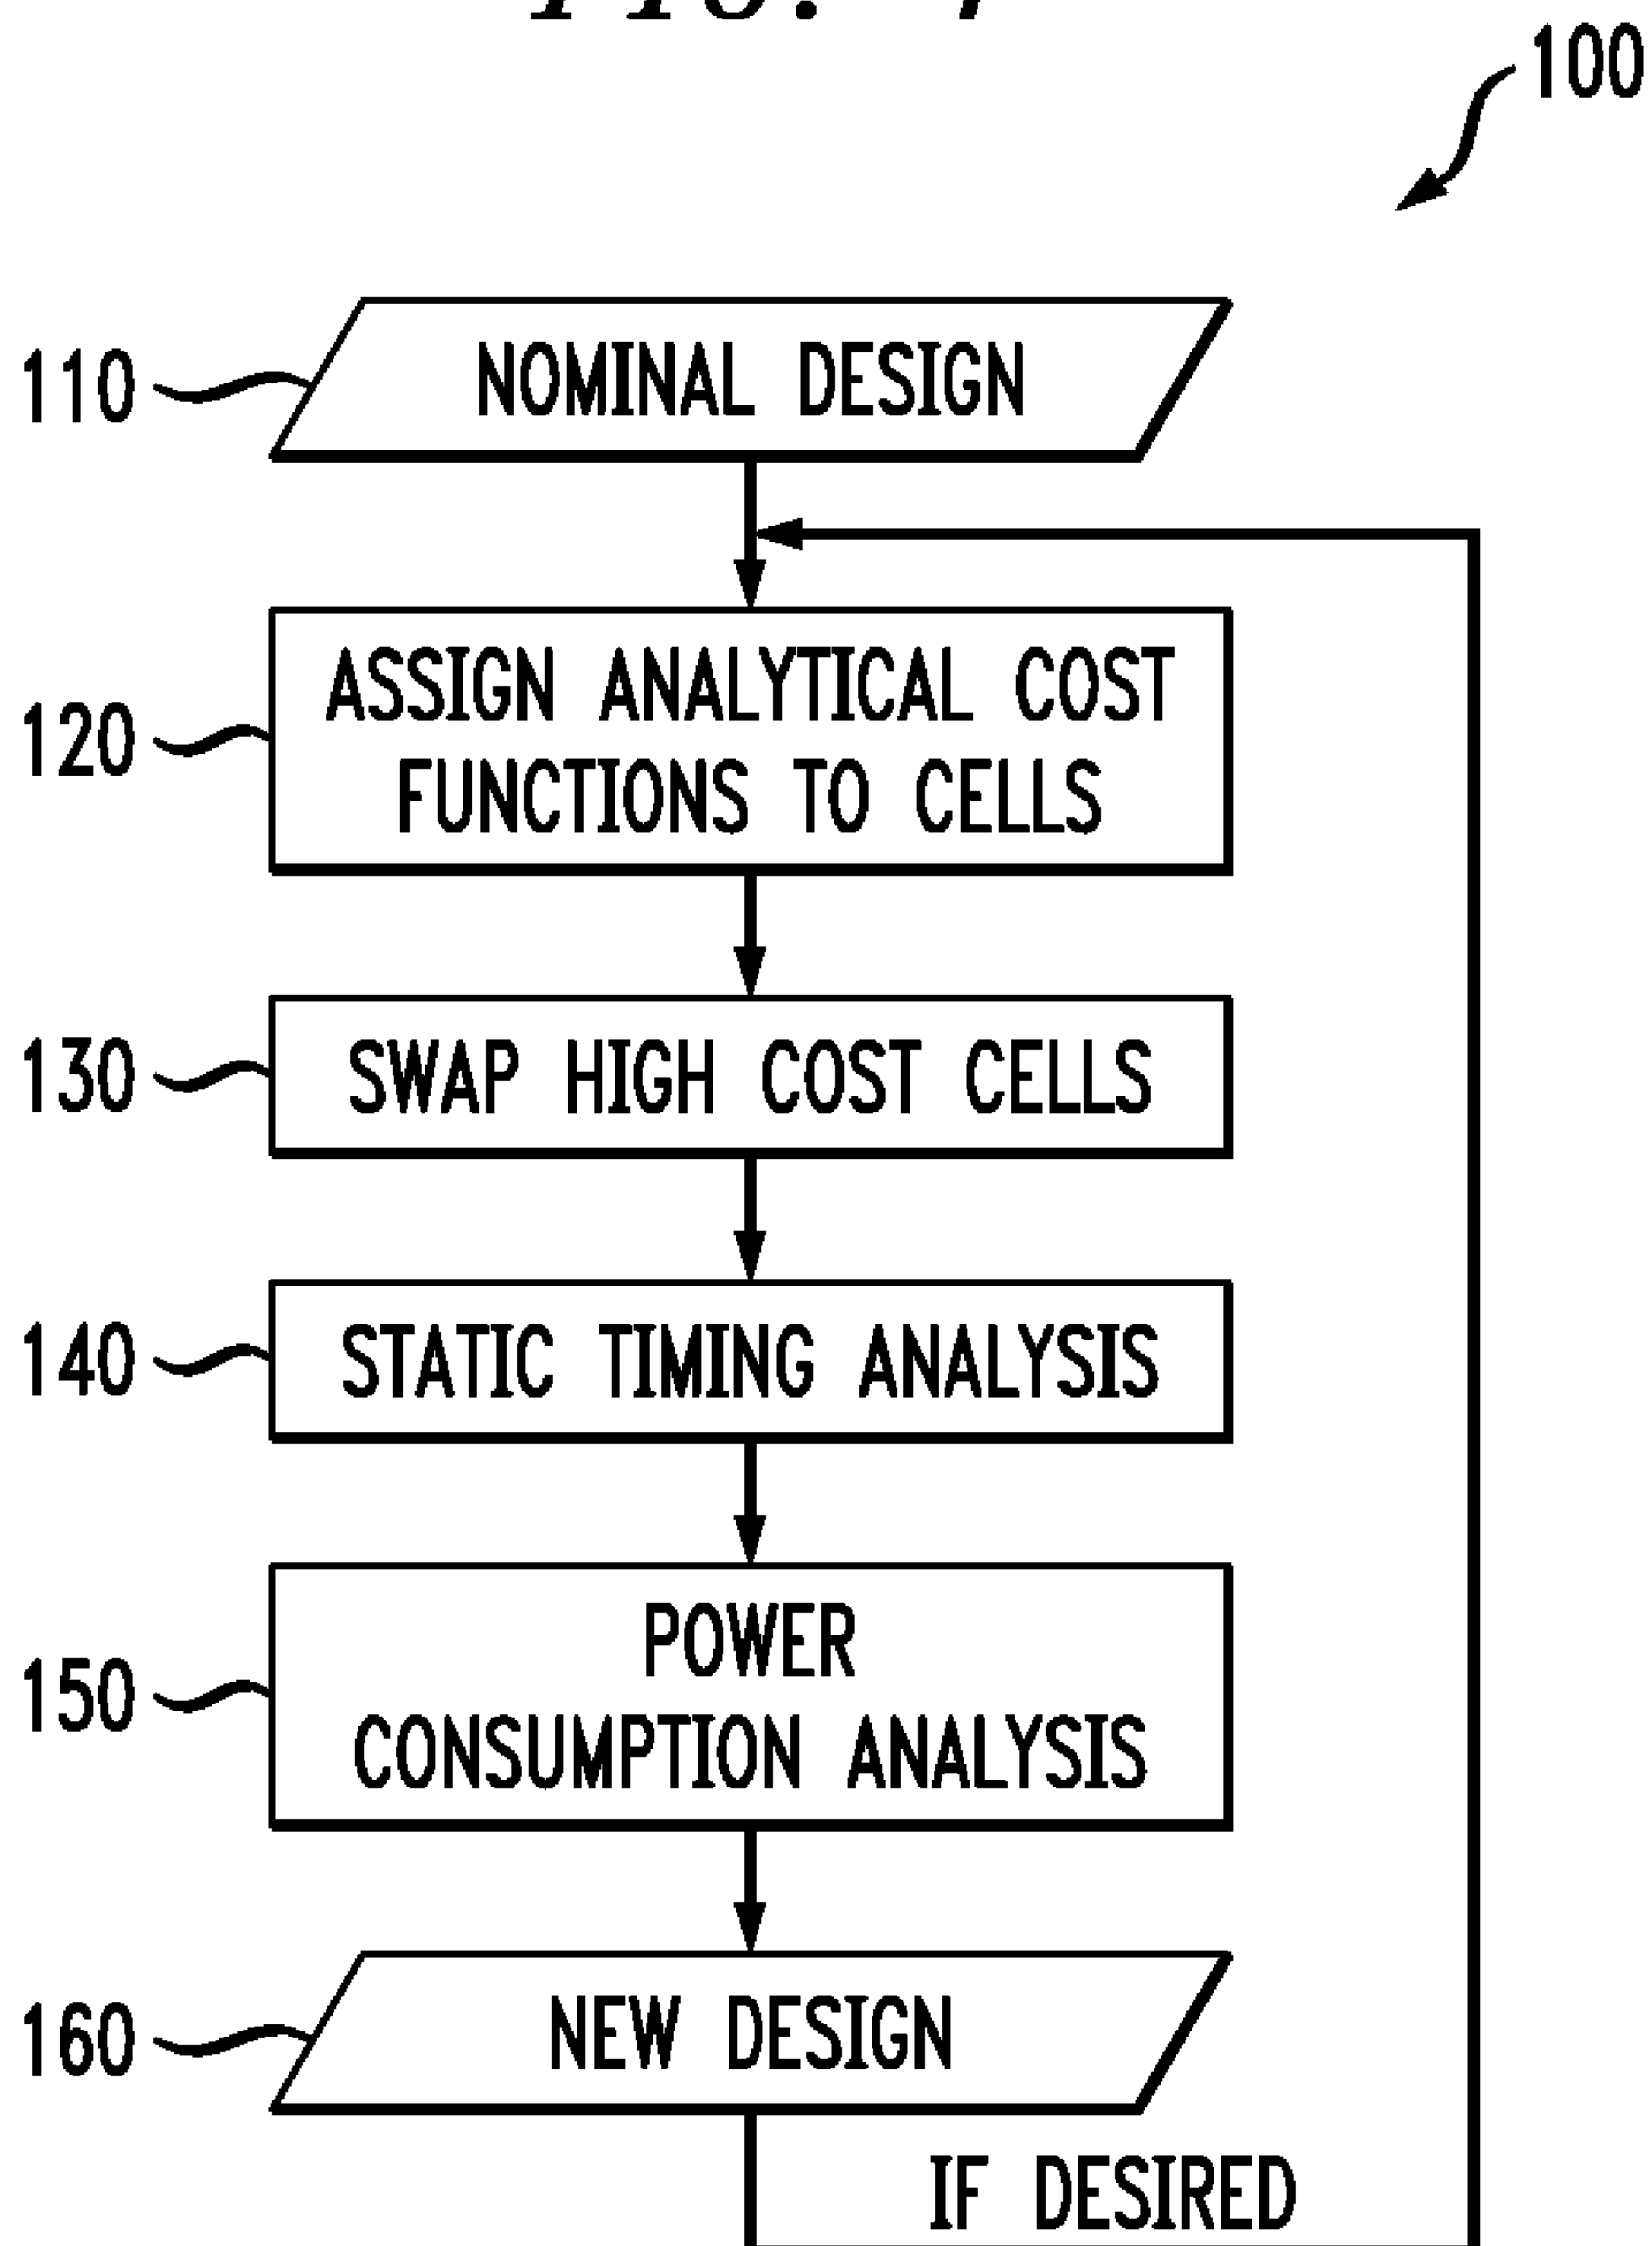 100
110
NOMINAL DESIGN
120
ASSIGN ANALYTICAL COST
FUNCTIONS TO CELLS
130
SWAP HIGH COST CELLS
140
STATIC TIMING ANALYSIS
150
POWER
CONSUMPTION ANALYSIS
160
NEW DESIGN
IF DESIRED